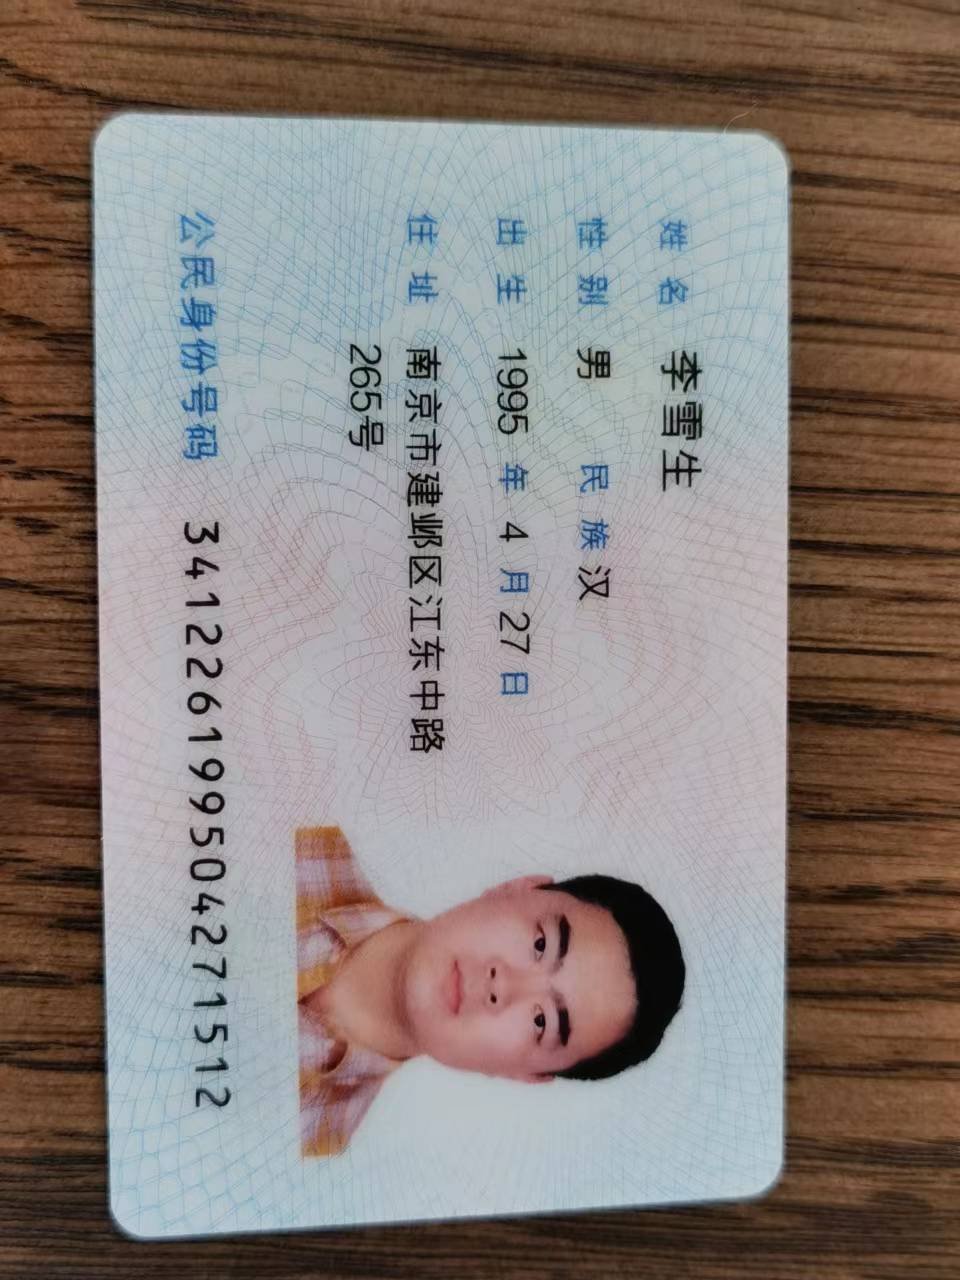 姓名 李雪生
性别 男 民族 汉
出生 1995 年 4 月 27 日
住址 南京市建邺区江东中路
265号
公民身份号码 341226199504271512